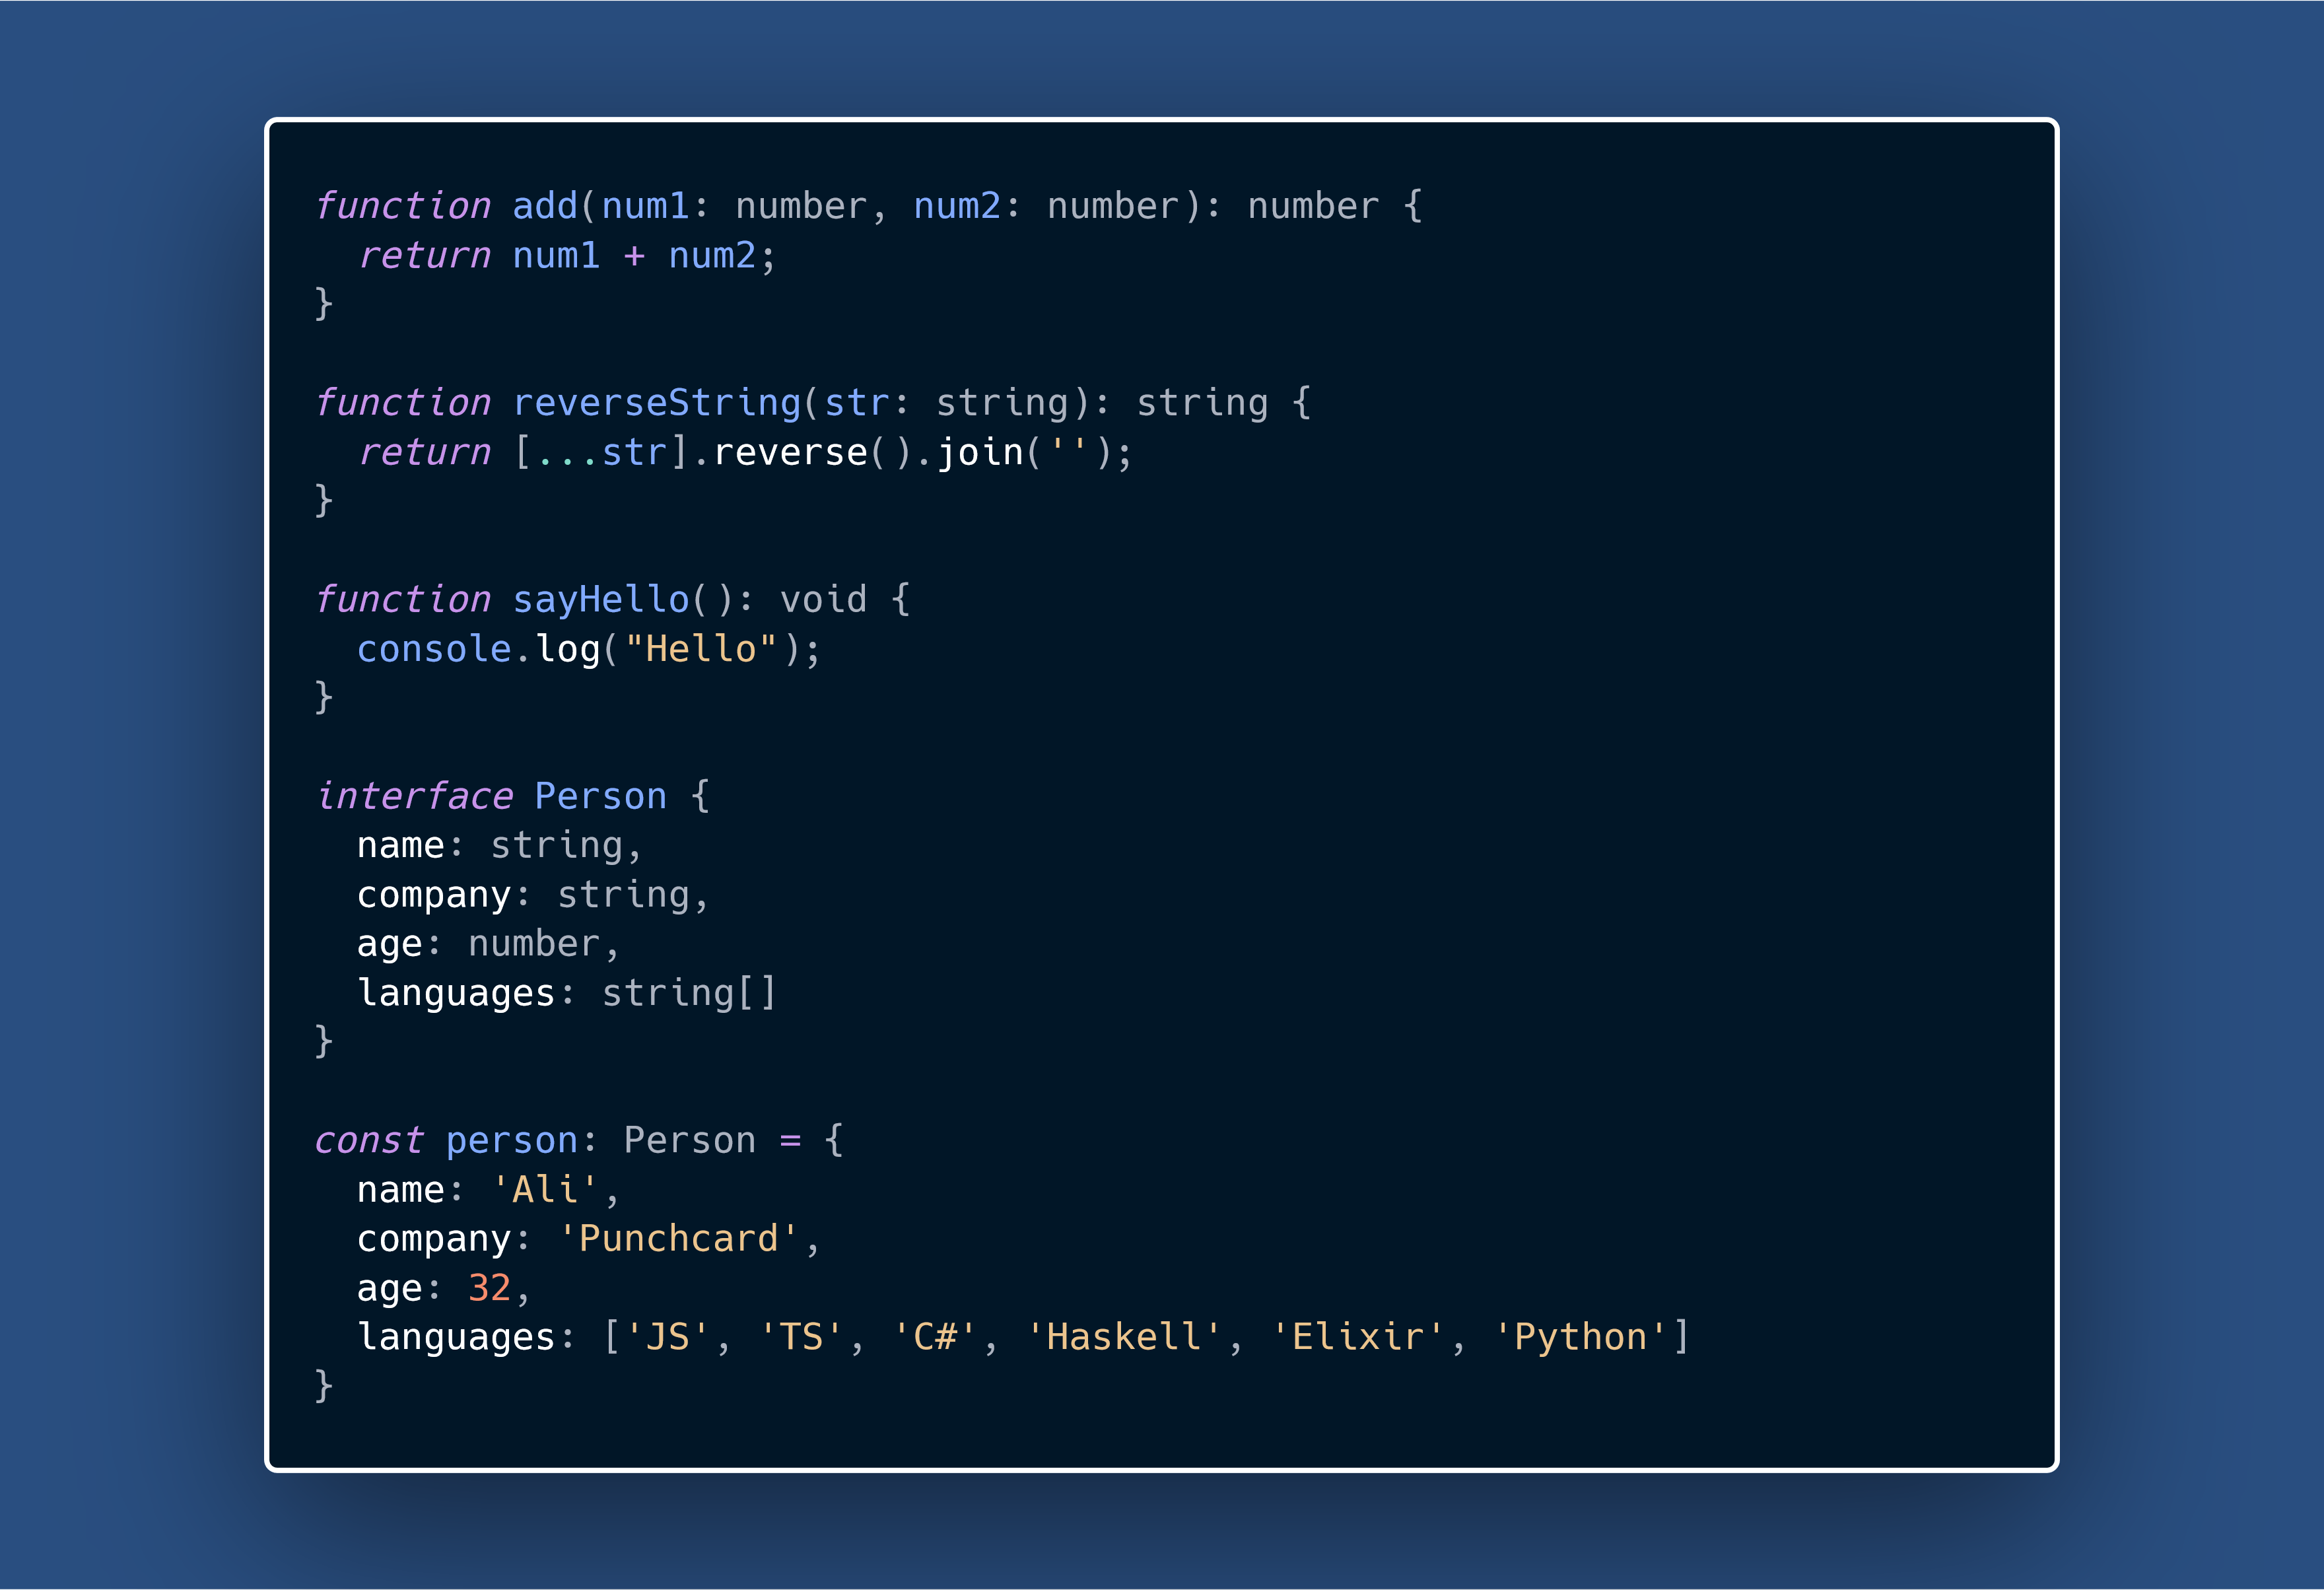 function add(num1: number, num2: number): number {
  return num1 + num2;
}

function reverseString(str: string): string {
  return [...str].reverse().join('');
}

function sayHello(): void {
  console.log("Hello");
}

interface Person {
  name: string,
  company: string,
  age: number,
  languages: string[]
}

const person: Person = {
  name: 'Ali',
  company: 'Punchcard',
  age: 32,
  languages: ['JS', 'TS', 'C#', 'Haskell', 'Elixir', 'Python']
}